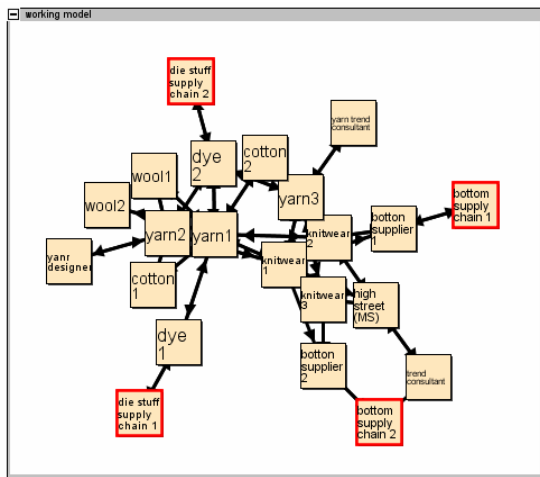 working model
die stuff
supply
chain 2
yarn trend
consultant
dye
2
cotton
2
wool1
yarn3
wool2
bottom
supply
chain 1
botton
supplier
1
yarn2
yarn1
knitwear
2
yanr
designer
knitwear
1
cotton
1
knitwear
3
high
street
(MS)
dye
1
botton
supplier
2
trend
consultant
die stuff
supply
chain 1
bottom
supply
chain 2